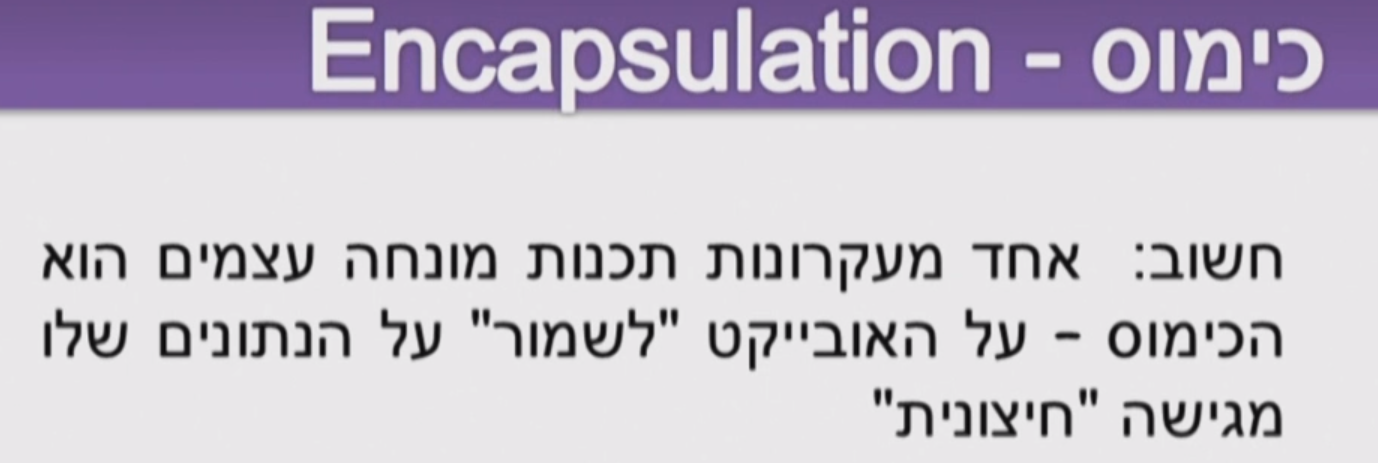 כימוס - Encapsulation
חשוב: אחד מעקרונות תכנות מונחה עצמים הוא
הכימוס – על האובייקט "לשמור" על הנתונים שלו
מגישה "חיצונית"